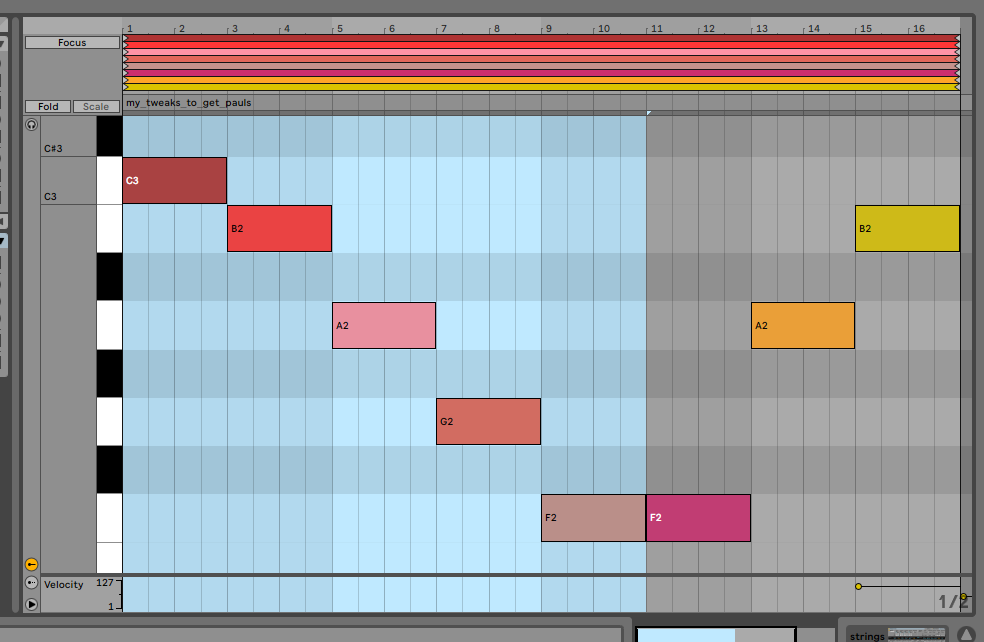 1 2 3 4 5 6 7 8 9 10 11 12 13 14 15 16
Focus
Fold Scale my_tweaks_to_get_pauls
C#3
C3
C3
B2
B2
A2
A2
G2
F2
F2
Velocity 127
1
1/2
strings